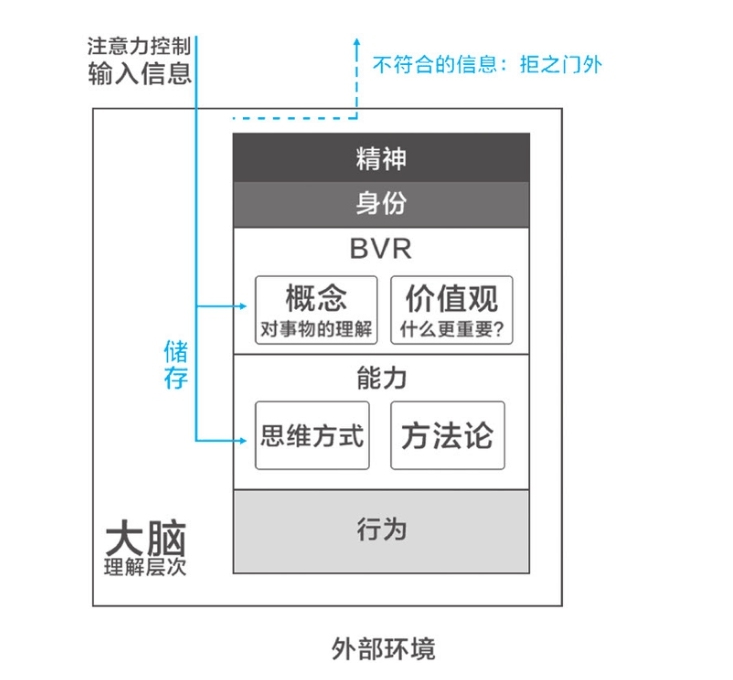 注意力控制
输入信息
不符合的信息：拒之门外
精神
身份
BVR
概念
对事物的理解
价值观
什么更重要?
储存
能力
思维方式
方法论
行为
大脑
理解层次
外部环境